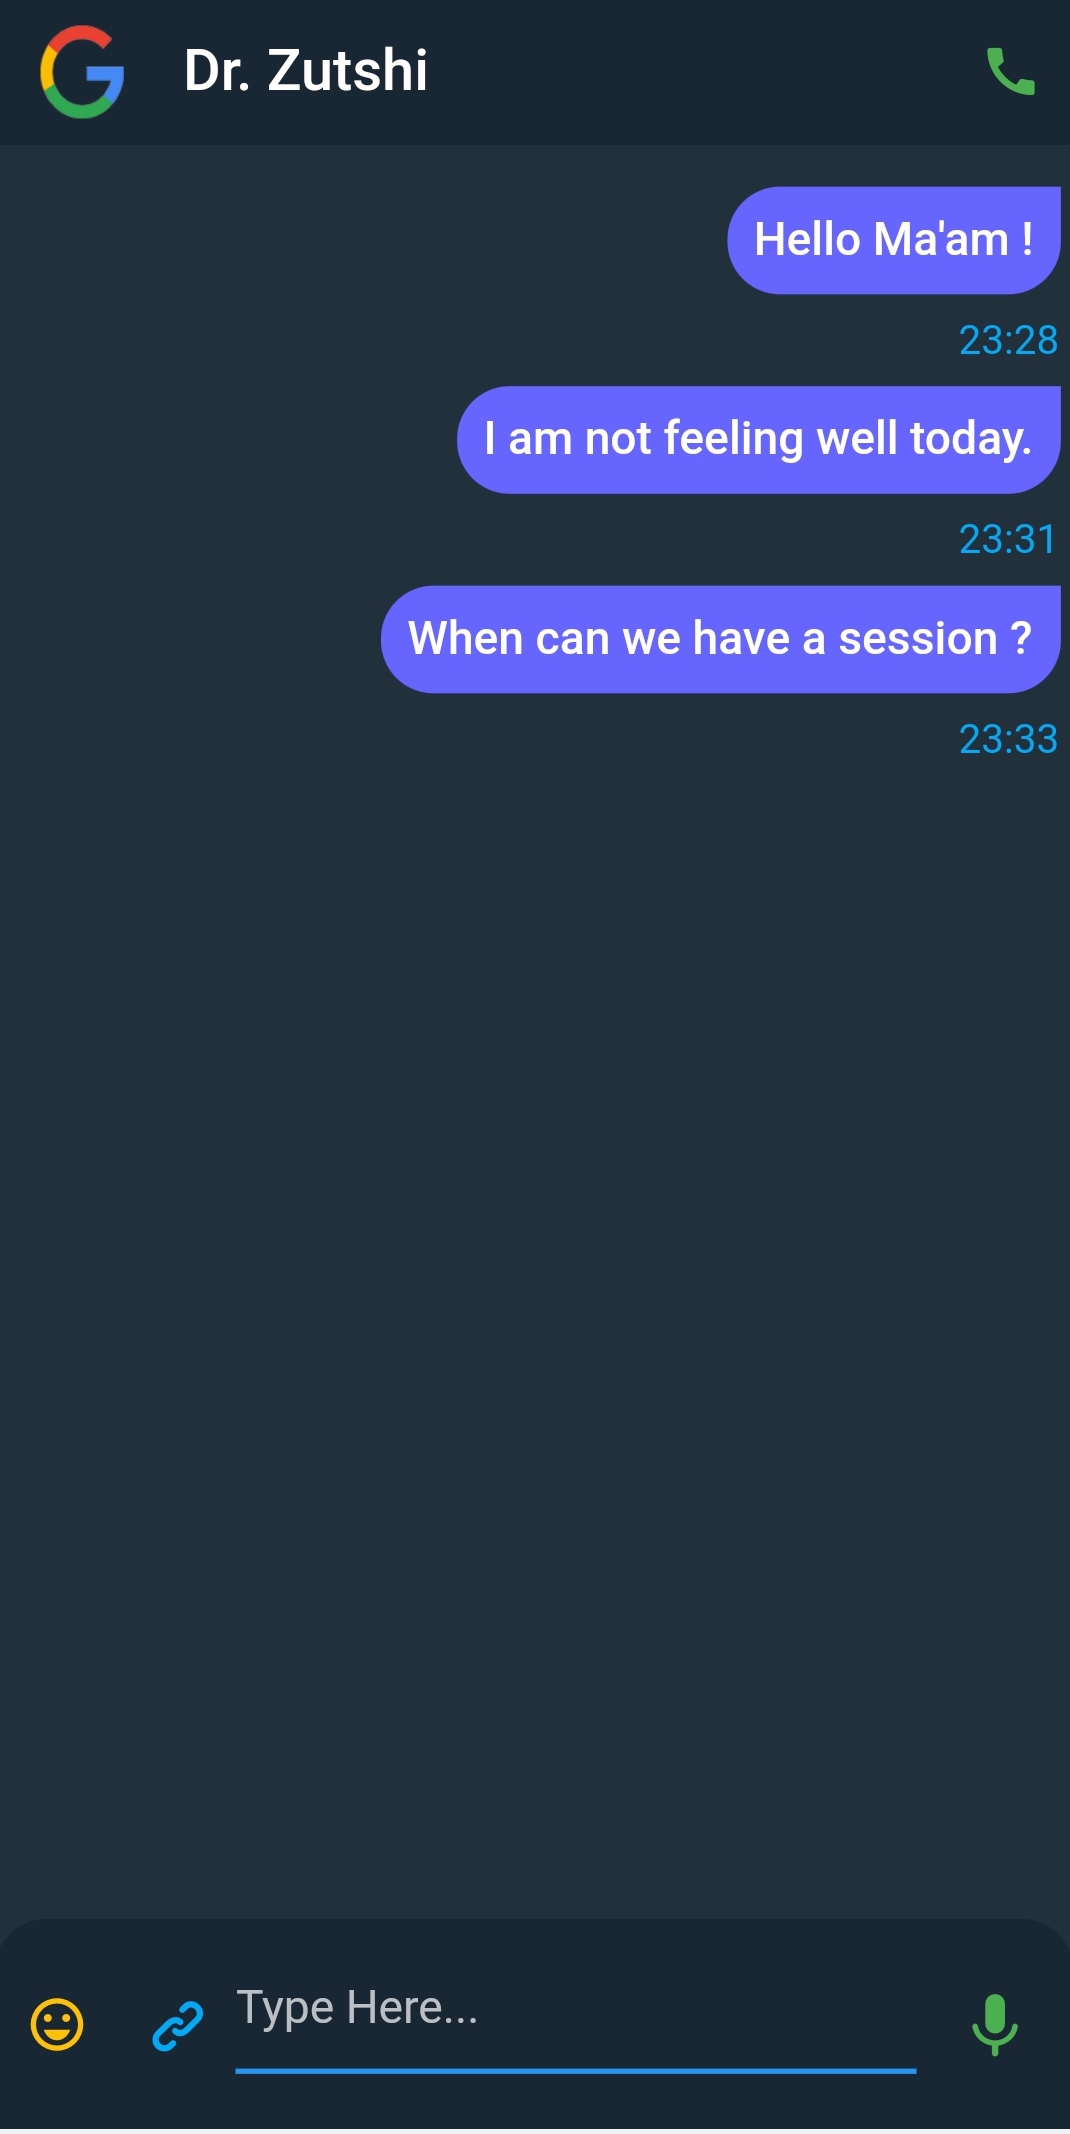 Dr. Zutshi
Hello Ma'am !
23:28
I am not feeling well today.
23:31
When can we have a session ?
23:33
Type Here...